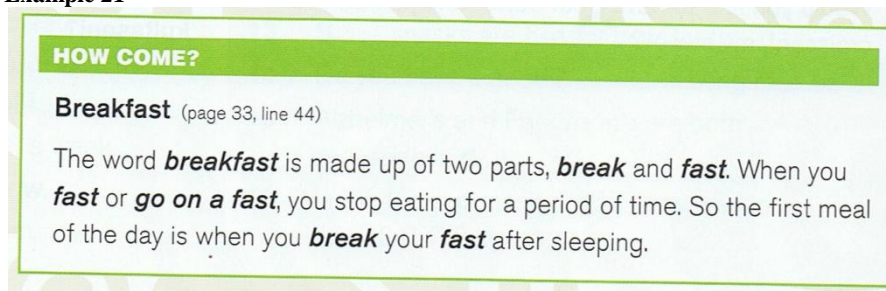 Example 21
HOW COME?
Breakfast (page 33, line 44)
The word breakfast is made up of two parts, break and fast. When you
fast or go on a fast, you stop eating for a period of time. So the first meal
of the day is when you break your fast after sleeping.